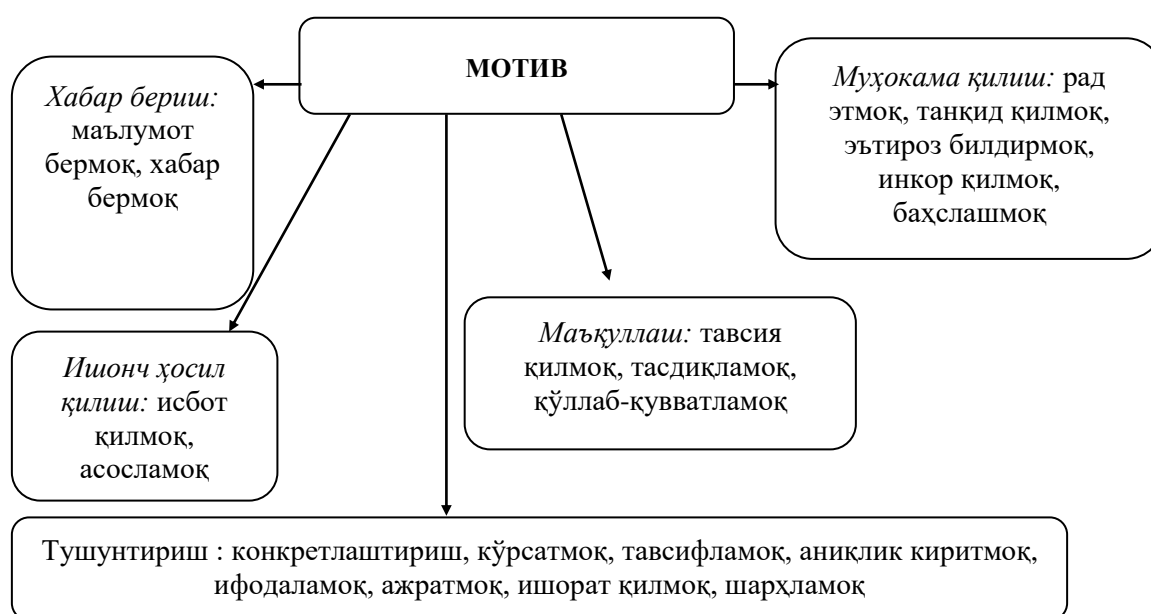 МОТИВ
Хабар бериш:
маълумот
бермоқ, хабар
бермоқ
Муҳокама қилиш: рад
этмоқ, танқид қилмоқ,
эътироз билдирмоқ,
инкор қилмоқ,
баҳслашмоқ
Ишонч ҳосил
қилиш: исбот
қилмоқ,
асосламоқ
Маъқуллаш: тавсия
қилмоқ, тасдиқламоқ,
қўллаб-қувватламоқ
Тушунтириш : конкретлаштириш, кўрсатмоқ, тавсифламоқ, аниқлик киритмоқ,
ифодаламоқ, ажратмоқ, ишорат қилмоқ, шарҳламоқ